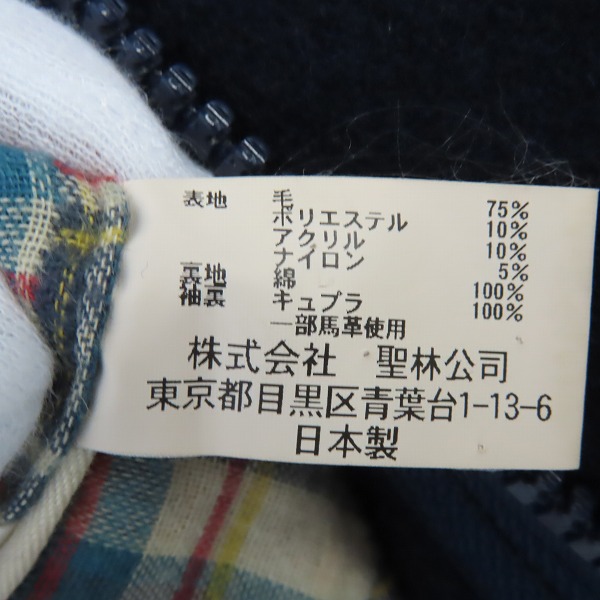 表地 毛 75%
ポリエステル 10%
アクリル 10%
ナイロン 5%
裏地 綿 100%
袖裏 キュプラ 100%
一部馬革使用
株式会社 聖林公司
東京都目黒区青葉台1-13-6
日本製